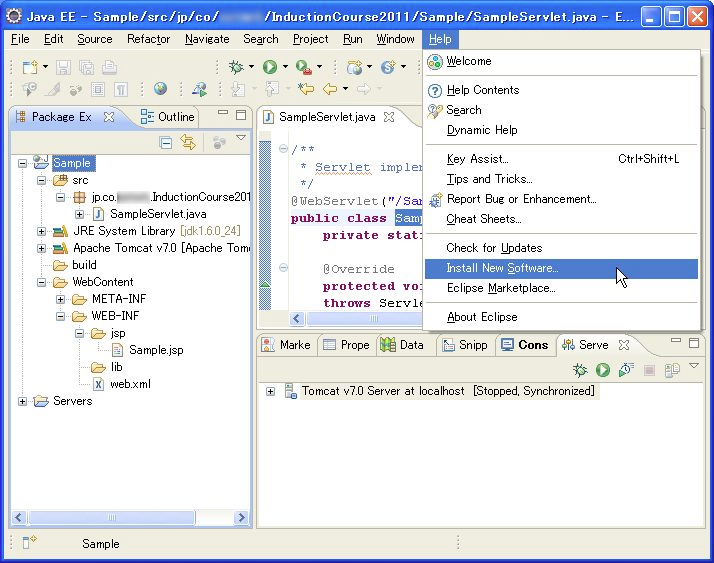 Java EE - Sample/src/jp/co/ /InductionCourse2011/Sample/SampleServlet.java - E...
File Edit Source Refactor Navigate Search Project Run Window Help
Package Ex
Outline
Sample
src
jp.co. .InductionCourse201
SampleServlet.java
JRE System Library [jdk1.6.0_24]
Apache Tomcat v7.0 [Apache Tom
build
WebContent
META-INF
WEB-INF
jsp
Sample.jsp
lib
web.xml
Servers
SampleServlet.java
/**
* Servlet implem
*/
@WebServlet("/Sa
public class Samp
private stat
@Override
protected vo
throws Servle
Welcome
Help Contents
Search
Dynamic Help
Key Assist... Ctrl+Shift+L
Tips and Tricks...
Report Bug or Enhancement...
Cheat Sheets...
Check for Updates
Install New Software...
Eclipse Marketplace...
About Eclipse
Marke Prope Data Snipp Cons Serve
Tomcat v7.0 Server at localhost [Stopped, Synchronized]
Sample